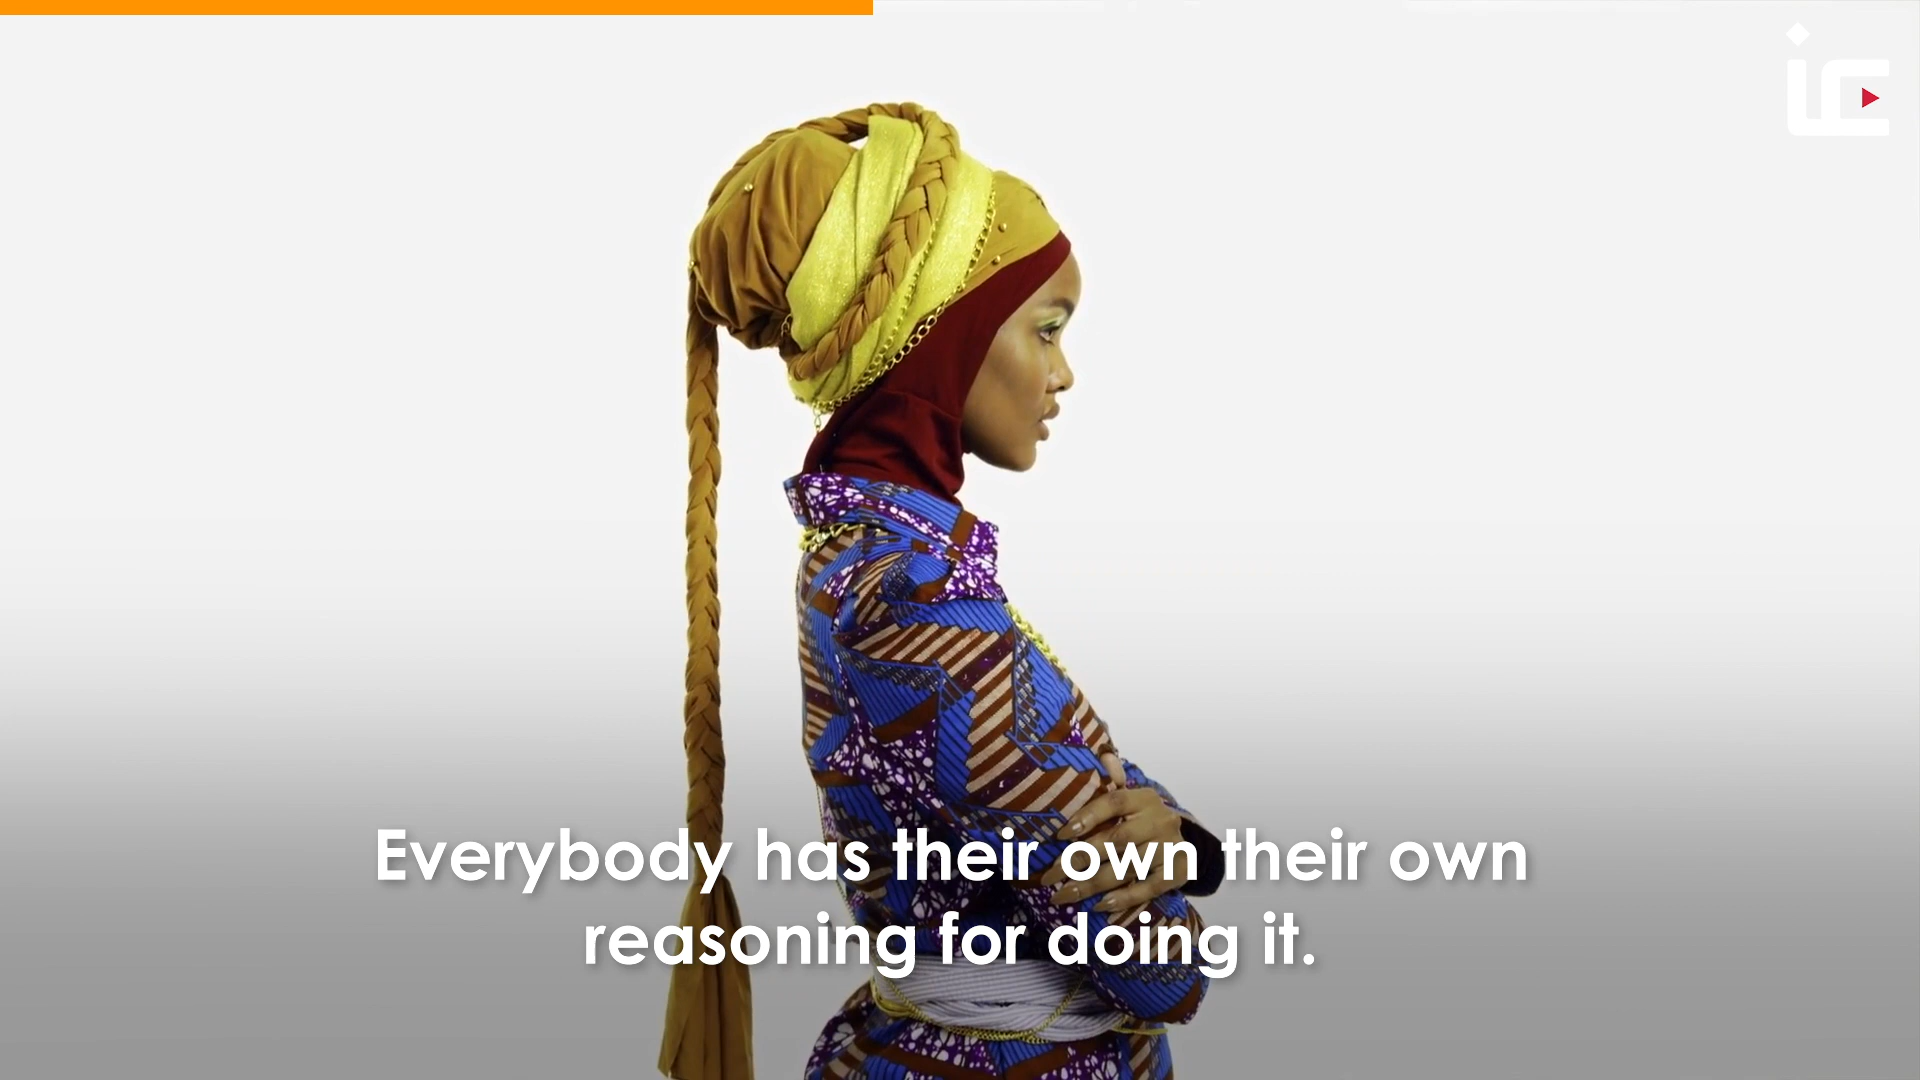 Everybody has their own their own
reasoning for doing it.